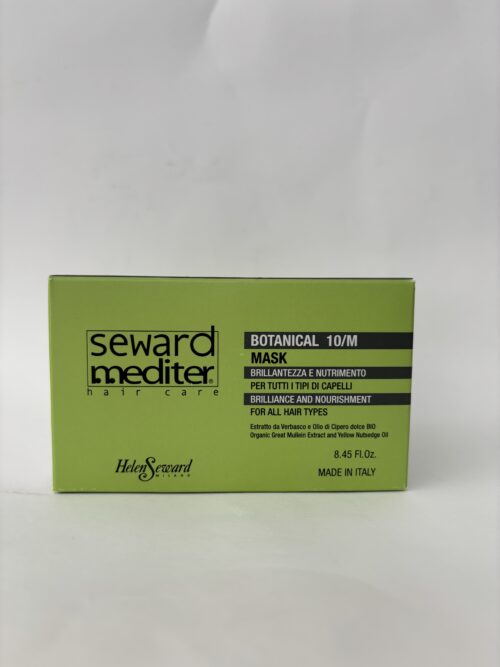 seward
mediter®
hair care
HelenSeward
MILANO
BOTANICAL 10/M
MASK
BRILLANTEZZA E NUTRIMENTO
PER TUTTI I TIPI DI CAPELLI
BRILLIANCE AND NOURISHMENT
FOR ALL HAIR TYPES
Estratto da Verbasco e Olio di Cipero dolce BIO
Organic Great Mullein Extract and Yellow Nutsedge Oil
8.45 Fl.Oz.
MADE IN ITALY